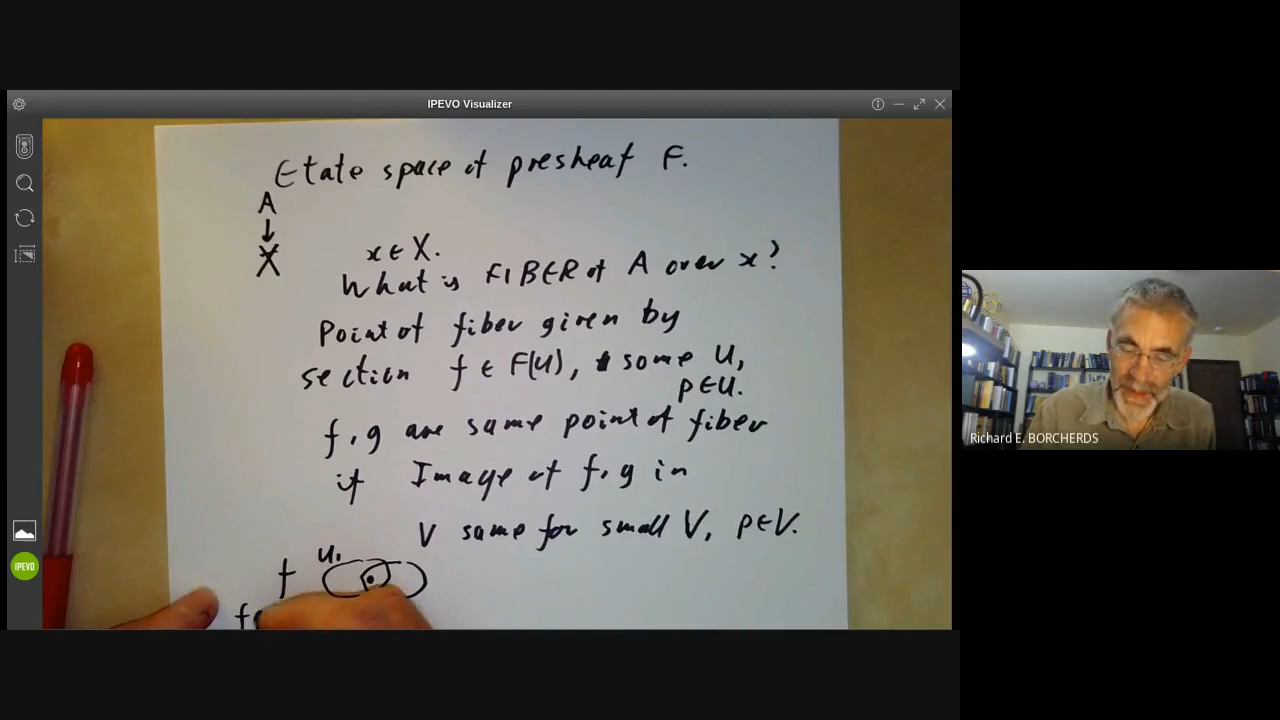 IPEVO Visualizer
Etale space of presheaf F.
A
↓
X
x ∈ X.
What is FIBER of A over x?
Point of fiber given by
section f ∈ F(U), some U,
p∈U.
f, g are same point of fiber
if Image of f, g in
V same for small V, p∈V.
U,
f
f
IPEVO
Richard E. BORCHERDS